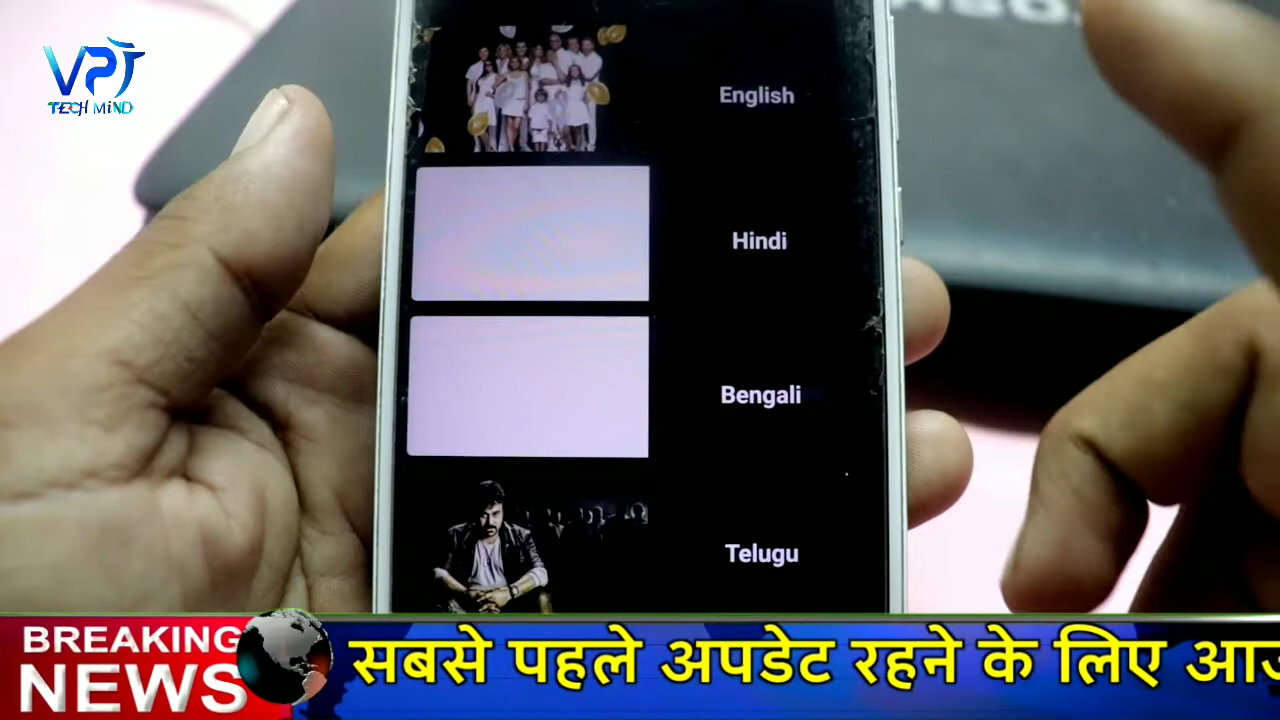 VPT
TECH MiND
English
Hindi
Bengali
Telugu
BREAKING
NEWS
सबसे पहले अपडेट रहने के लिए